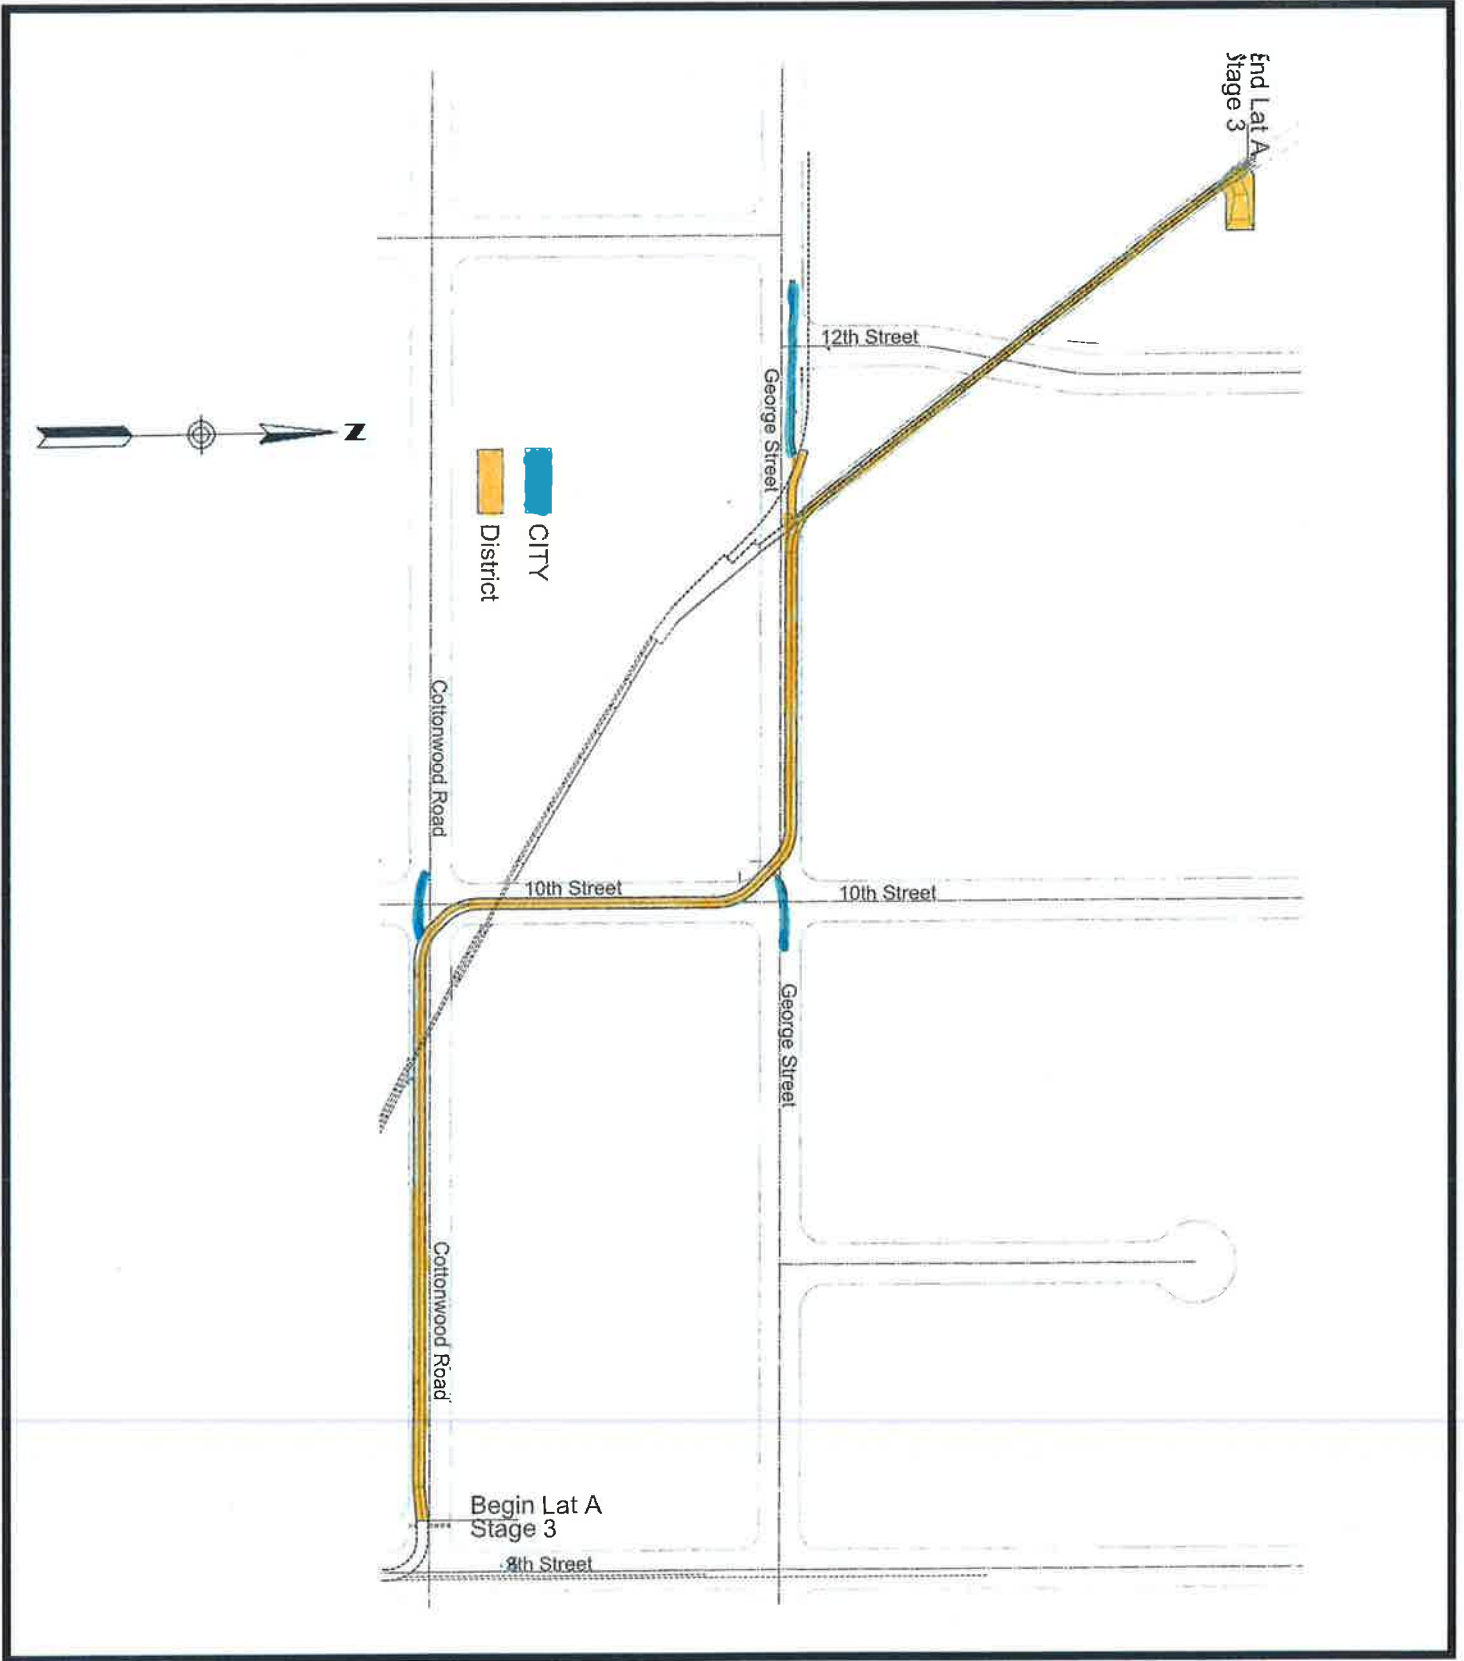 End Lat A
Stage 3
12th Street
George Street
N
CITY
District
Cottonwood Road
10th Street
10th Street
George Street
Cottonwood Road
Begin Lat A
Stage 3
8th Street